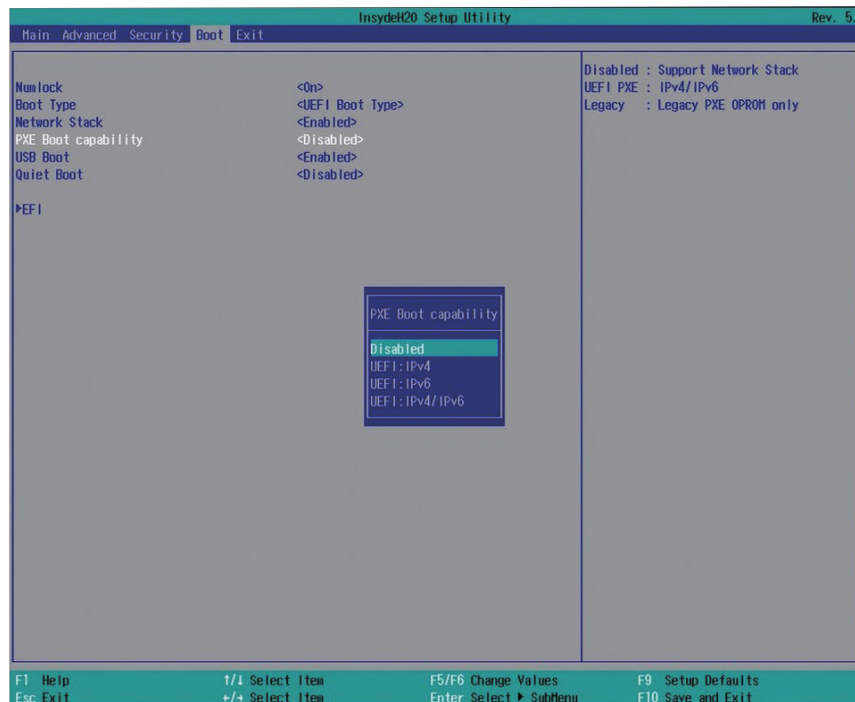 InsydeH20 Setup Utility Rev. 5.
Main Advanced Security Boot Exit
Numlock <On>
Boot Type <UEFI Boot Type>
Network Stack <Enabled>
PXE Boot capability <Disabled>
USB Boot <Enabled>
Quiet Boot <Disabled>
▶EFI
Disabled : Support Network Stack
UEFI PXE : IPv4/IPv6
Legacy : Legacy PXE OPROM only
PXE Boot capability
Disabled
UEFI:IPv4
UEFI:IPv6
UEFI:IPv4/IPv6
F1 Help ↑/↓ Select Item F5/F6 Change Values F9 Setup Defaults
Esc Exit ←/→ Select Item Enter Select ▶ SubMenu F10 Save and Exit